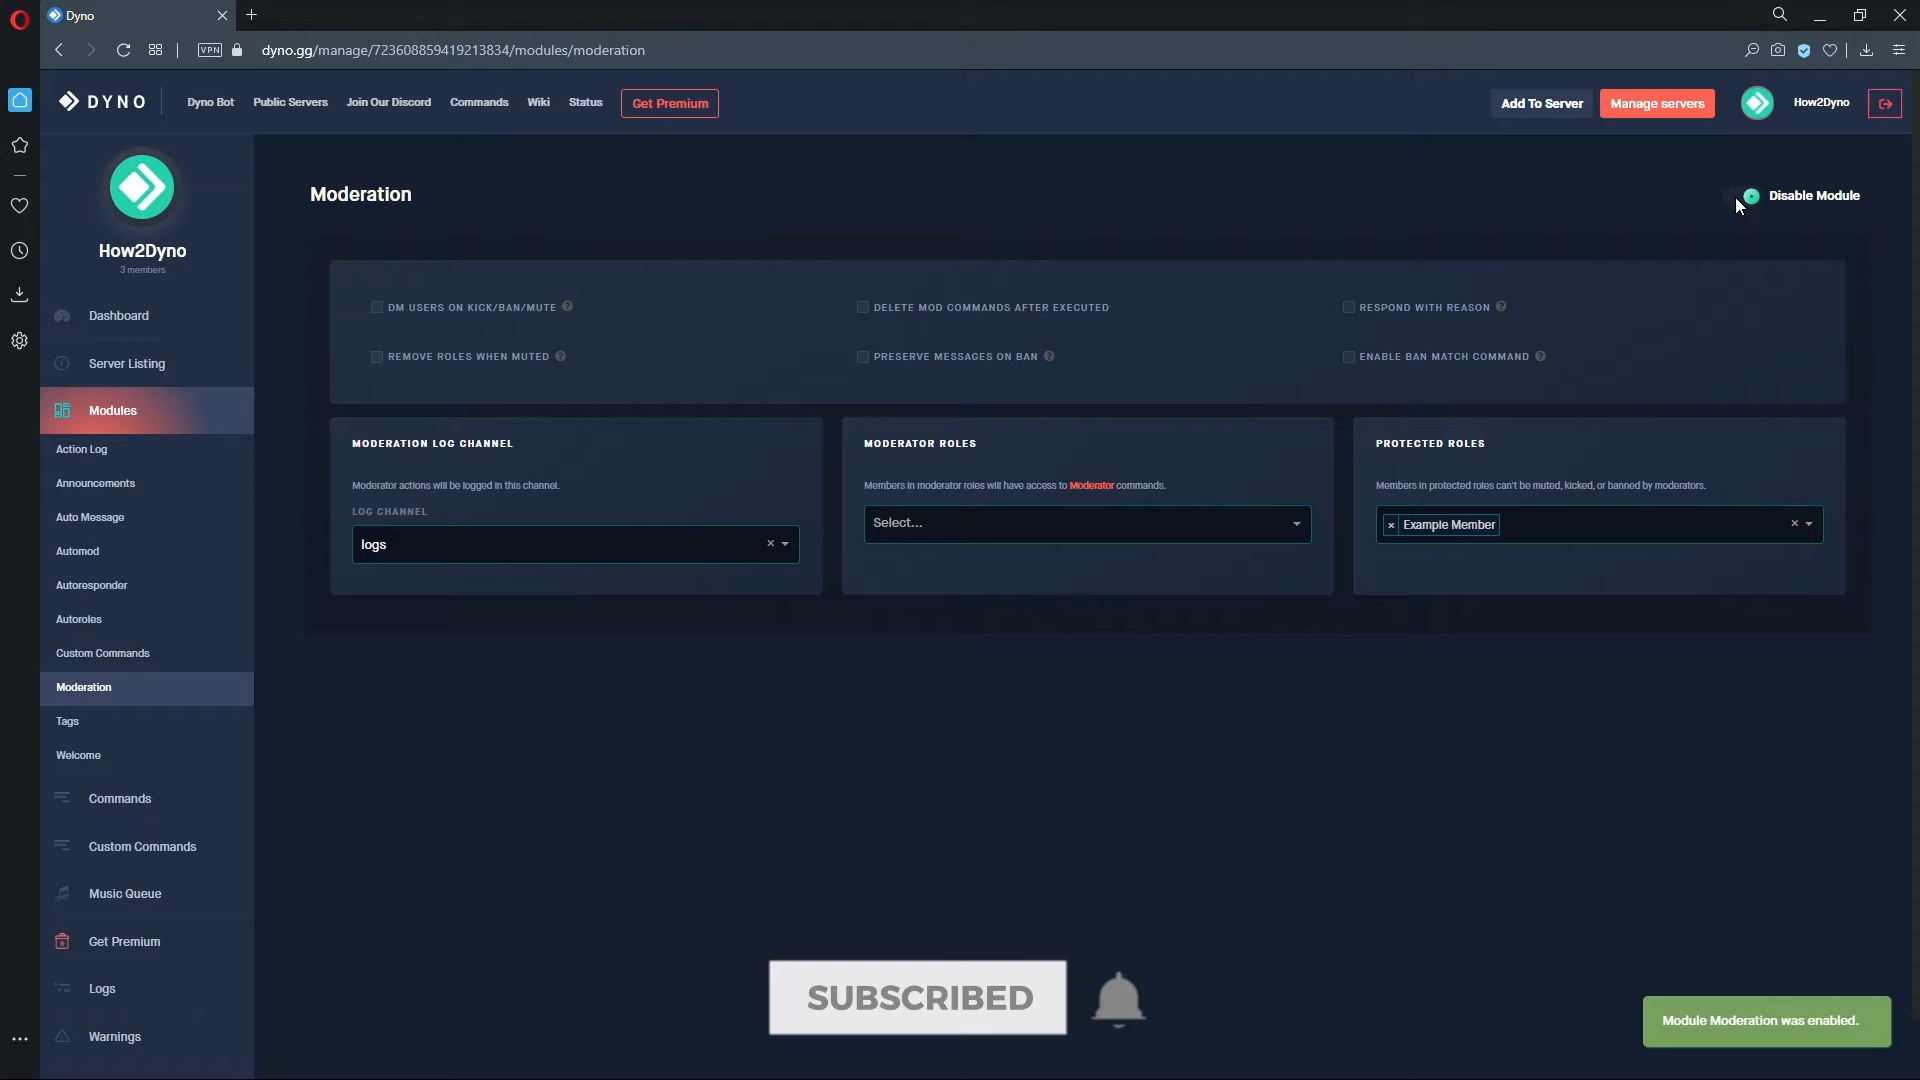 Dyno
VPN
dyno.gg/manage/723608859419213834/modules/moderation
DYNO
Dyno Bot
Public Servers
Join Our Discord
Commands
Wiki
Status
Get Premium
Add To Server
Manage servers
How2Dyno
How2Dyno
3 members
Dashboard
Server Listing
Modules
Action Log
Announcements
Auto Message
Automod
Autoresponder
Autoroles
Custom Commands
Moderation
Tags
Welcome
Commands
Custom Commands
Music Queue
Get Premium
Logs
Warnings
Moderation
Disable Module
DM USERS ON KICK/BAN/MUTE ?
DELETE MOD COMMANDS AFTER EXECUTED
RESPOND WITH REASON ?
REMOVE ROLES WHEN MUTED ?
PRESERVE MESSAGES ON BAN ?
ENABLE BAN MATCH COMMAND ?
MODERATION LOG CHANNEL
Moderator actions will be logged in this channel.
LOG CHANNEL
logs
MODERATOR ROLES
Members in moderator roles will have access to Moderator commands.
Select...
PROTECTED ROLES
Members in protected roles can't be muted, kicked, or banned by moderators.
× Example Member
SUBSCRIBED
Module Moderation was enabled.